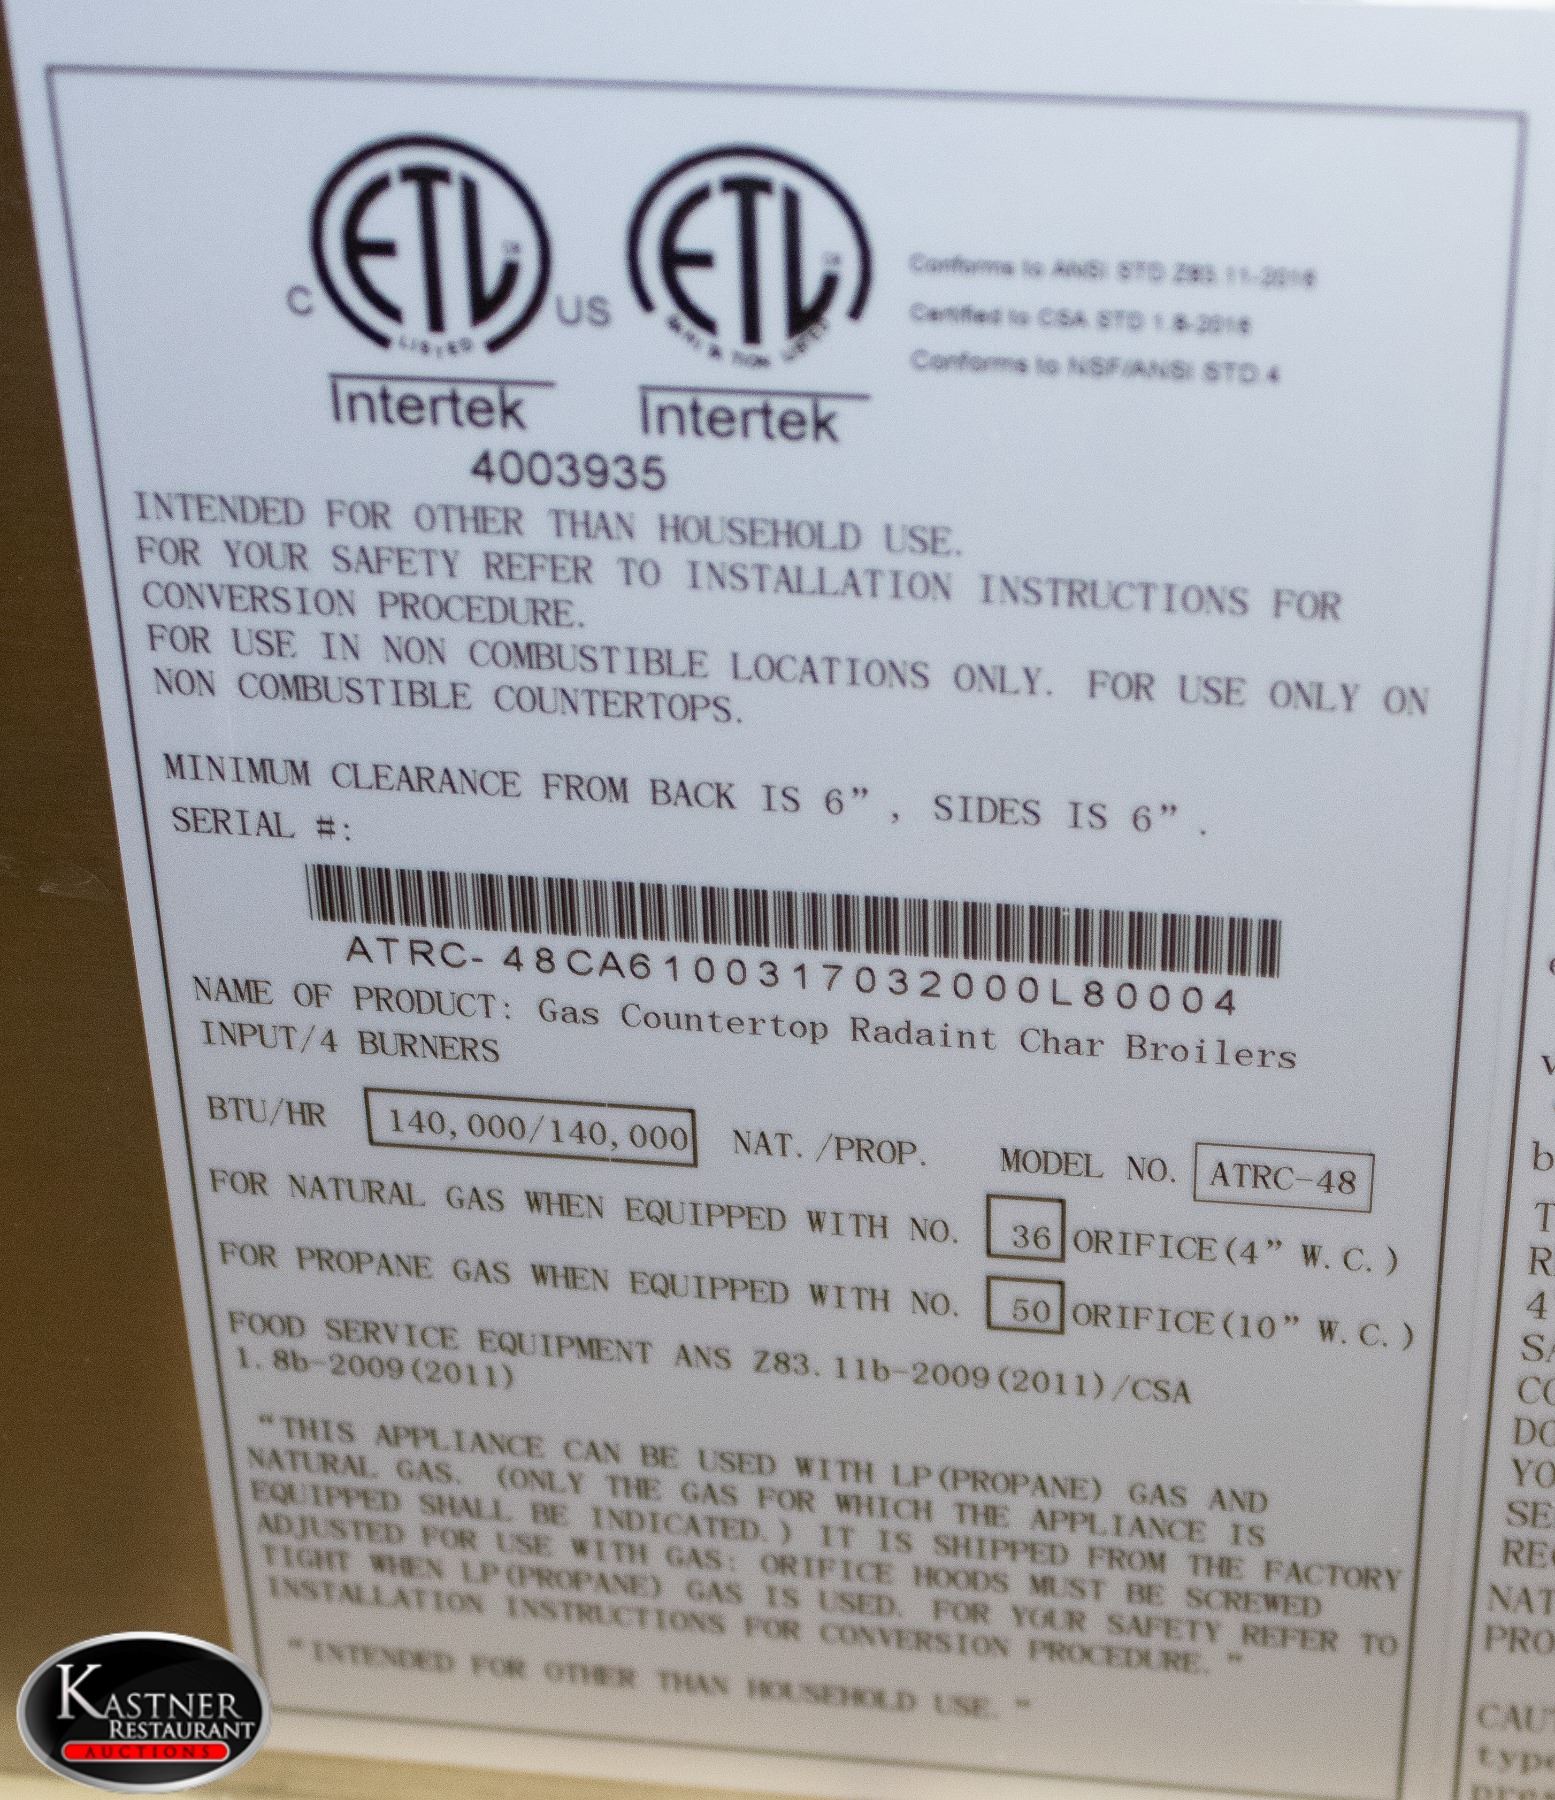 ETL
LISTED
C
US
Intertek
ETL
Intertek
Conforms to ANSI STD Z83.11-2016
Certified to CSA STD 1.8-2016
Conforms to NSF/ANSI STD.4
4003935
INTENDED FOR OTHER THAN HOUSEHOLD USE.
FOR YOUR SAFETY REFER TO INSTALLATION INSTRUCTIONS FOR
CONVERSION PROCEDURE.
FOR USE IN NON COMBUSTIBLE LOCATIONS ONLY. FOR USE ONLY ON
NON COMBUSTIBLE COUNTERTOPS.
MINIMUM CLEARANCE FROM BACK IS 6”, SIDES IS 6”.
SERIAL #:
ATRC-48CA6100317032000L80004
NAME OF PRODUCT: Gas Countertop Radaint Char Broilers
INPUT/4 BURNERS
BTU/HR 140,000/140,000 NAT./PROP. MODEL NO. ATRC-48
FOR NATURAL GAS WHEN EQUIPPED WITH NO. 36 ORIFICE(4” W.C.)
FOR PROPANE GAS WHEN EQUIPPED WITH NO. 50 ORIFICE(10” W.C.)
FOOD SERVICE EQUIPMENT ANS Z83.11b-2009(2011)/CSA
1.8b-2009(2011)
“THIS APPLIANCE CAN BE USED WITH LP(PROPANE) GAS AND
NATURAL GAS. (ONLY THE GAS FOR WHICH THE APPLIANCE IS
EQUIPPED SHALL BE INDICATED.) IT IS SHIPPED FROM THE FACTORY
ADJUSTED FOR USE WITH GAS: ORIFICE HOODS MUST BE SCREWED
TIGHT WHEN LP(PROPANE) GAS IS USED. FOR YOUR SAFETY REFER TO
INSTALLATION INSTRUCTIONS FOR CONVERSION PROCEDURE.”
“INTENDED FOR OTHER THAN HOUSEHOLD USE.”
KASTNER
RESTAURANT
AUCTIONS